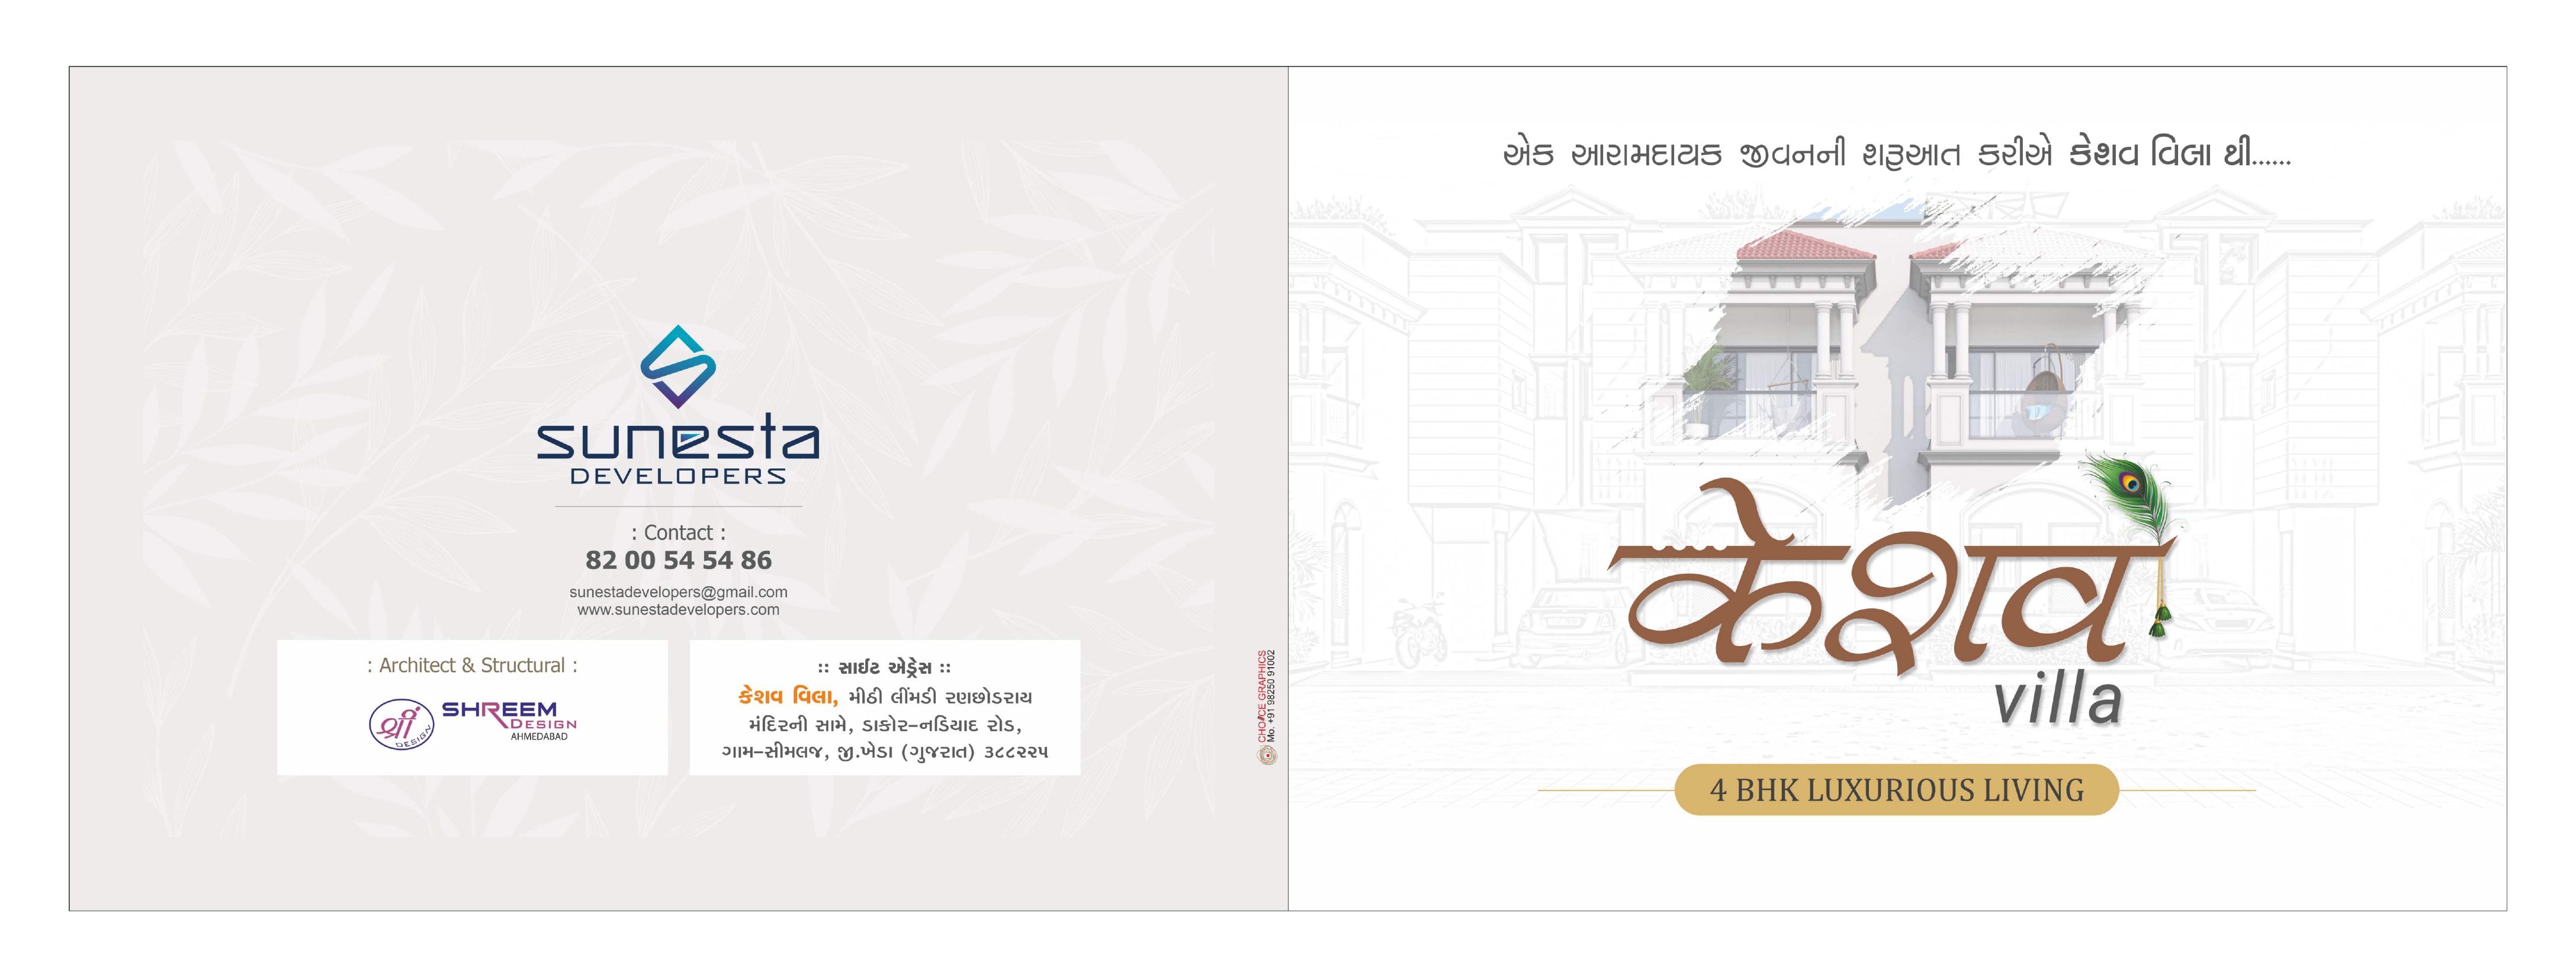 sunesta
DEVELOPERS
: Contact :
82 00 54 54 86
sunestadevelopers@gmail.com
www.sunestadevelopers.com
: Architect & Structural :
श्री
DESIGN
SHREEM
DESIGN
AHMEDABAD
:: સાઈટ એડ્રેસ ::
કેશવ વિલા, મીઠી લીંમડી રણછોડરાય
મંદિરની સામે, ડાકોર-નડિયાદ રોડ,
ગામ-સીમલજ, જી.ખેડા (ગુજરાત) ૩૮૮૨૨૫
CHOICE GRAPHICS
Mo. +91 98250 91002
એક આરામદાયક જીવનની શરૂઆત કરીએ કેશવ વિલા થી......
केशव
villa
4 BHK LUXURIOUS LIVING